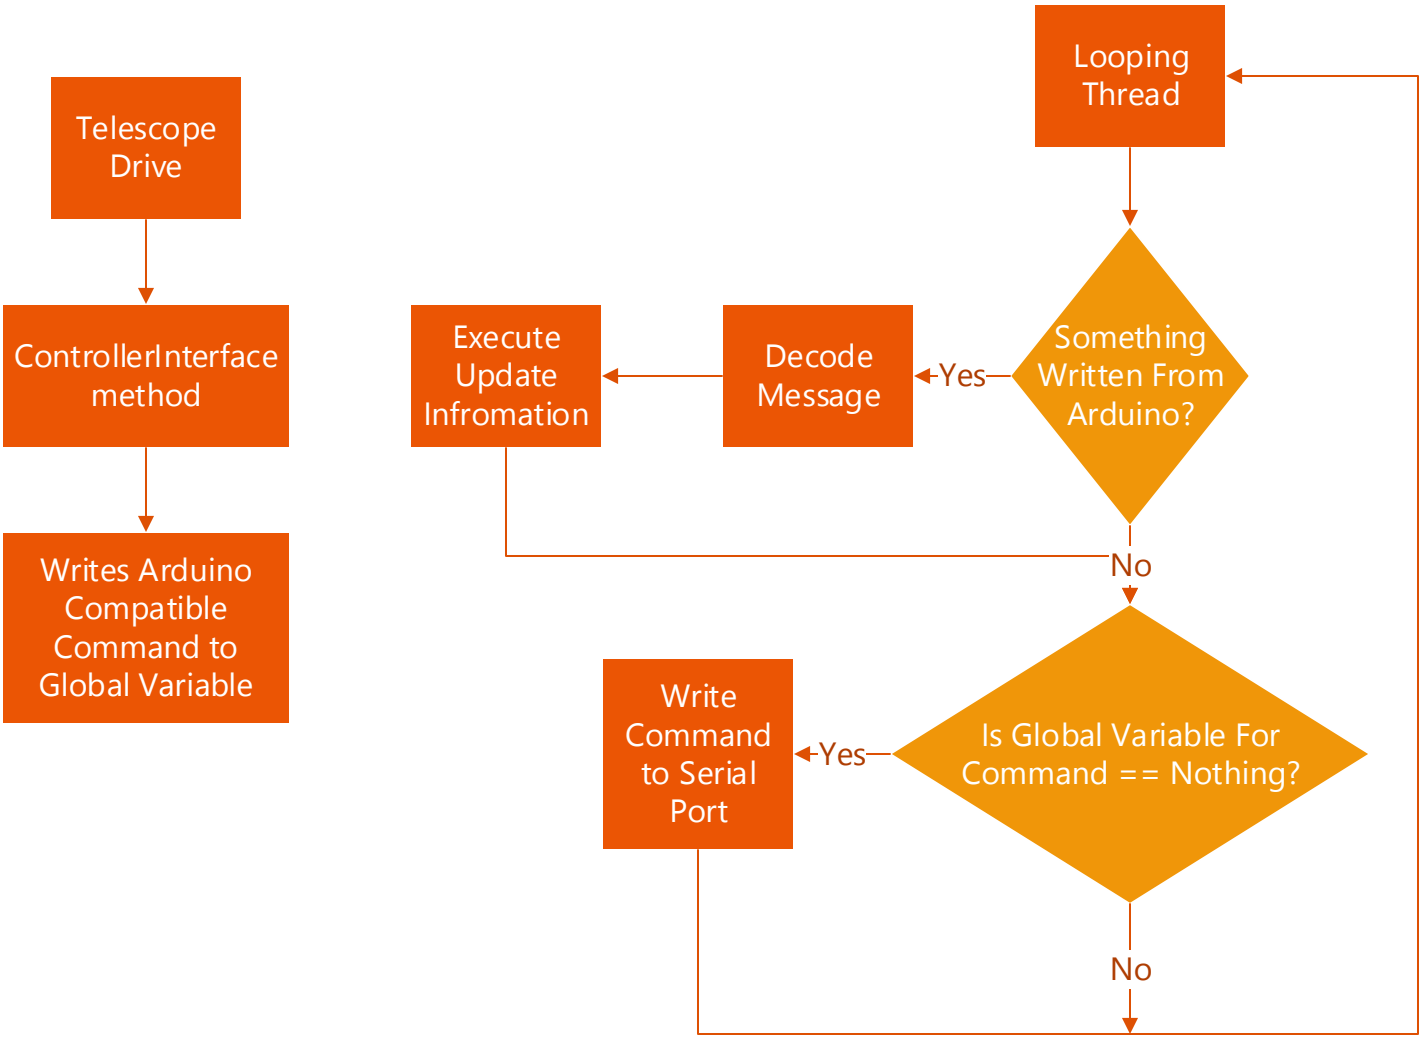 Telescope
Drive
ControllerInterface
method
Writes Arduino
Compatible
Command to
Global Variable
Looping
Thread
Something
Written From
Arduino?
Yes
Decode
Message
Execute
Update
Infromation
No
Is Global Variable For
Command == Nothing?
Yes
Write
Command
to Serial
Port
No